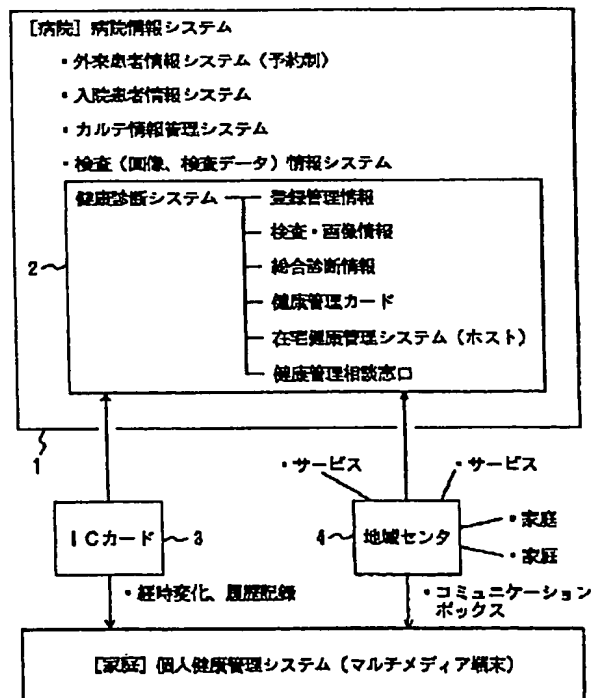 [病院] 病院情報システム
・外来患者情報システム（予約制）
・入院患者情報システム
・カルテ情報管理システム
・検査（画像、検査データ）情報システム
健康診断システム
登録管理情報
検査・画像情報
総合診断情報
健康管理カード
在宅健康管理システム（ホスト）
健康管理相談窓口
2
1
・サービス
・サービス
ICカード
3
4
地域センタ
・家庭
・家庭
・経時変化、履歴記録
・コミュニケーション
ボックス
[家庭] 個人健康管理システム（マルチメディア端末）